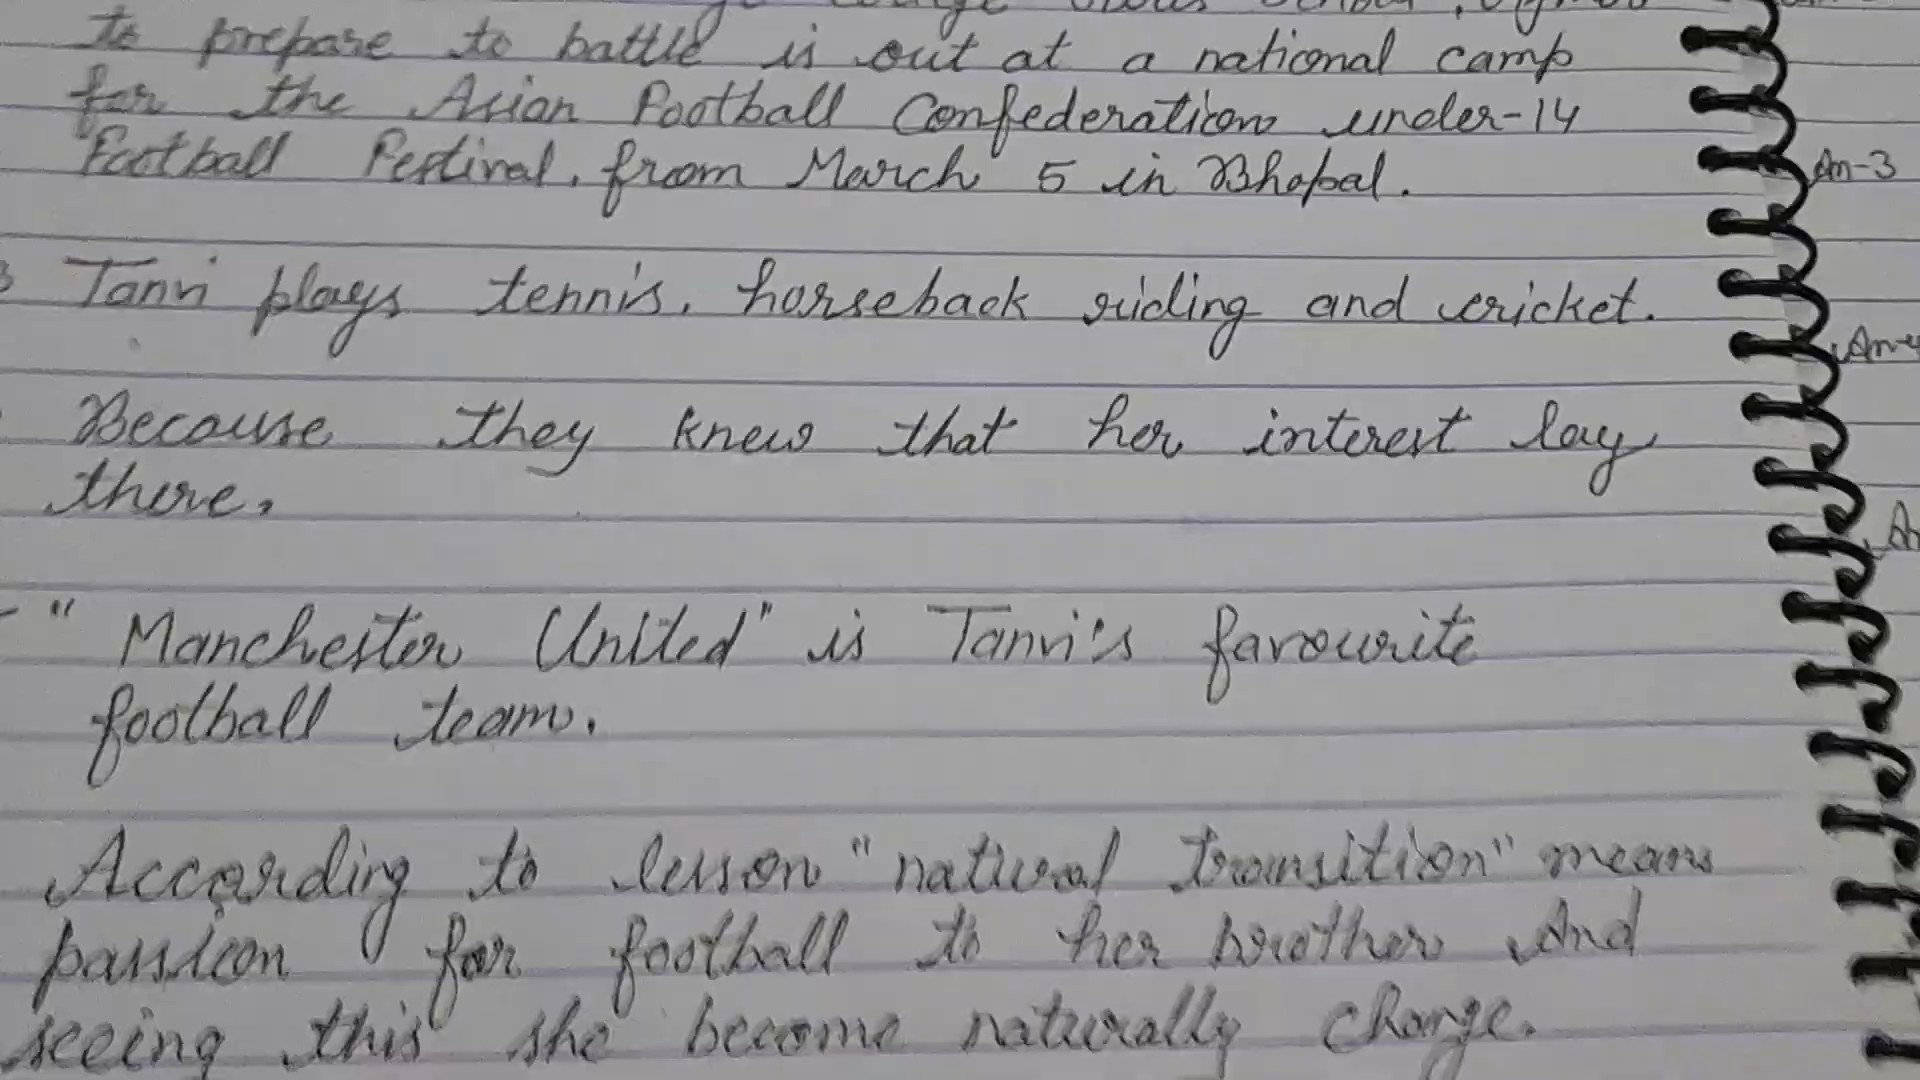 to prepare to battle is out at a national camp
for the Asian Football Confederation under-14
Football Festival, from March 5 in Bhopal.
An-3
Tanvi plays tennis, horseback riding and cricket.
Because they knew that her interest lay
there.
"Manchester United" is Tanvi's favourite
football team.
According to lesson "natural transition" means
passion for football to her brother And
seeing this she become naturally change.